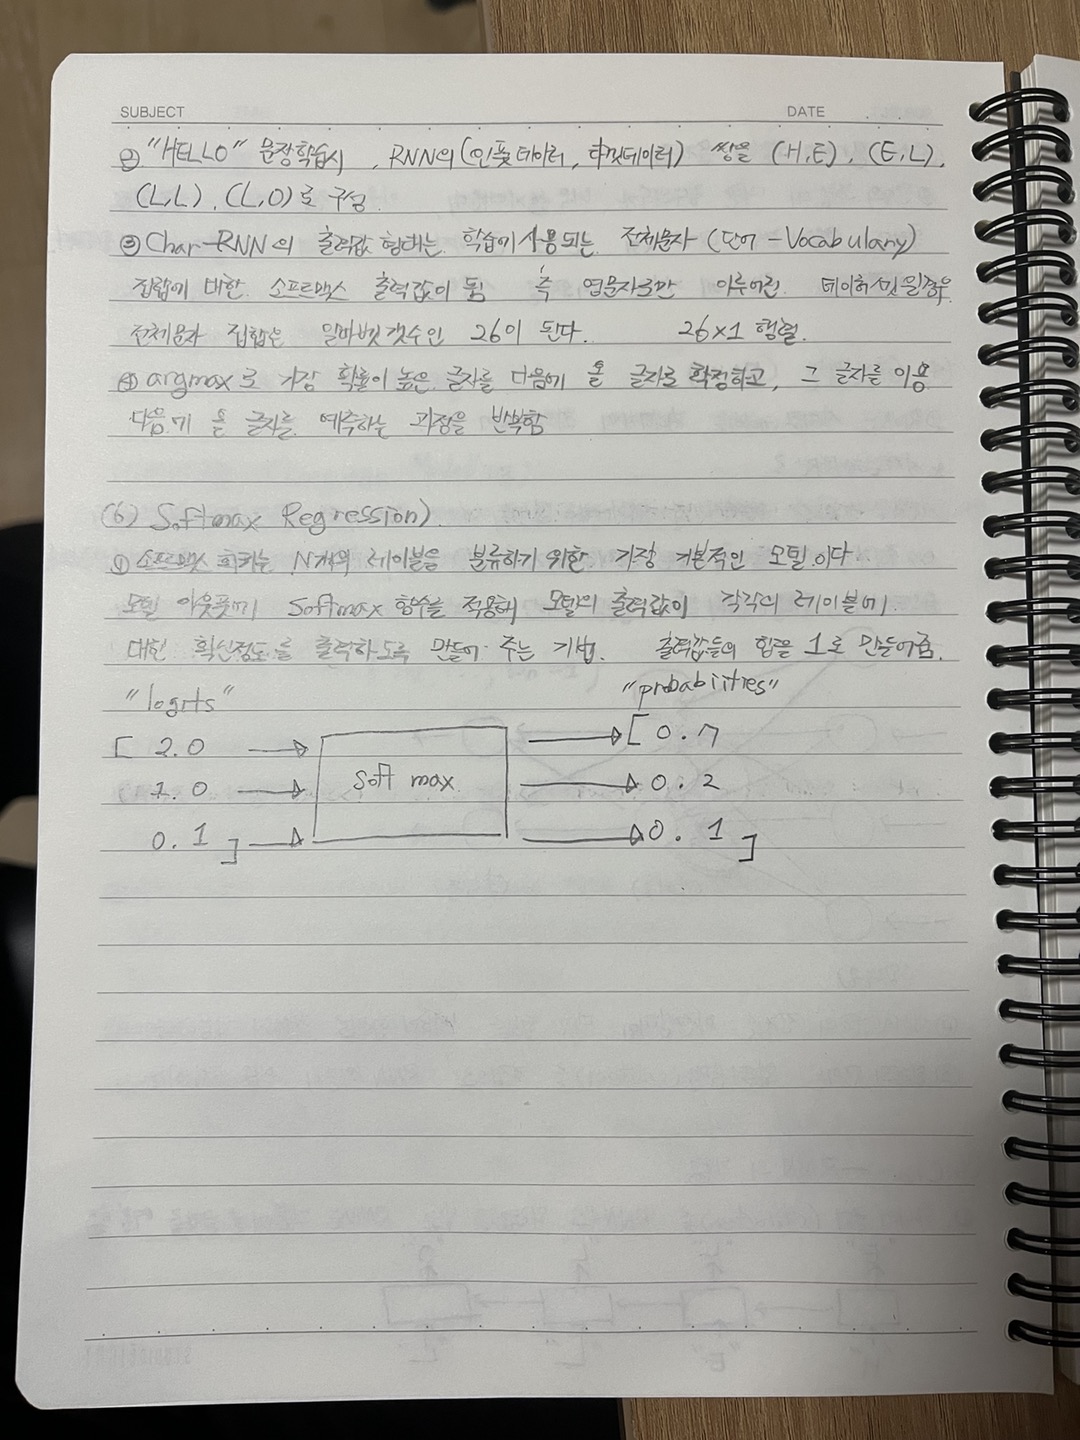 SUBJECT DATE
② "HELLO" 문장학습시, RNN의 (인풋데이터, 타깃데이터) 쌍을 (H,E), (E,L),
(L,L), (L,O)로 구성
③ Char-RNN의 출력값 형태는 학습에 사용되는 전체문자 (단어-Vocabulary)
집합에 대한 소프트맥스 출력값이 됨 즉 영문자로만 이루어진 데이터셋일경우
전체문자 집합은 알파벳갯수인 26이 된다. 26x1 행렬.
④ argmax로 가장 확률이 높은 글자를 다음에 올 글자로 확정하고, 그 글자를 이용
다음에 올 글자를 예측하는 과정을 반복함
(6) Softmax Regression)
① 소프트맥스 회귀는 N개의 레이블을 분류하기 위한 가장 기본적인 모델이다
모델 아웃풋에 Softmax 함수를 적용해 모델의 출력값이 각각의 레이블에
대한 확신정도를 출력하도록 만들어 주는 기법. 출력값들의 합을 1로 만들어줌.
"logits" "probabiities"
[ 2.0 [ 0.7
1.0 Soft max 0.2
0.1 ] 0.1 ]